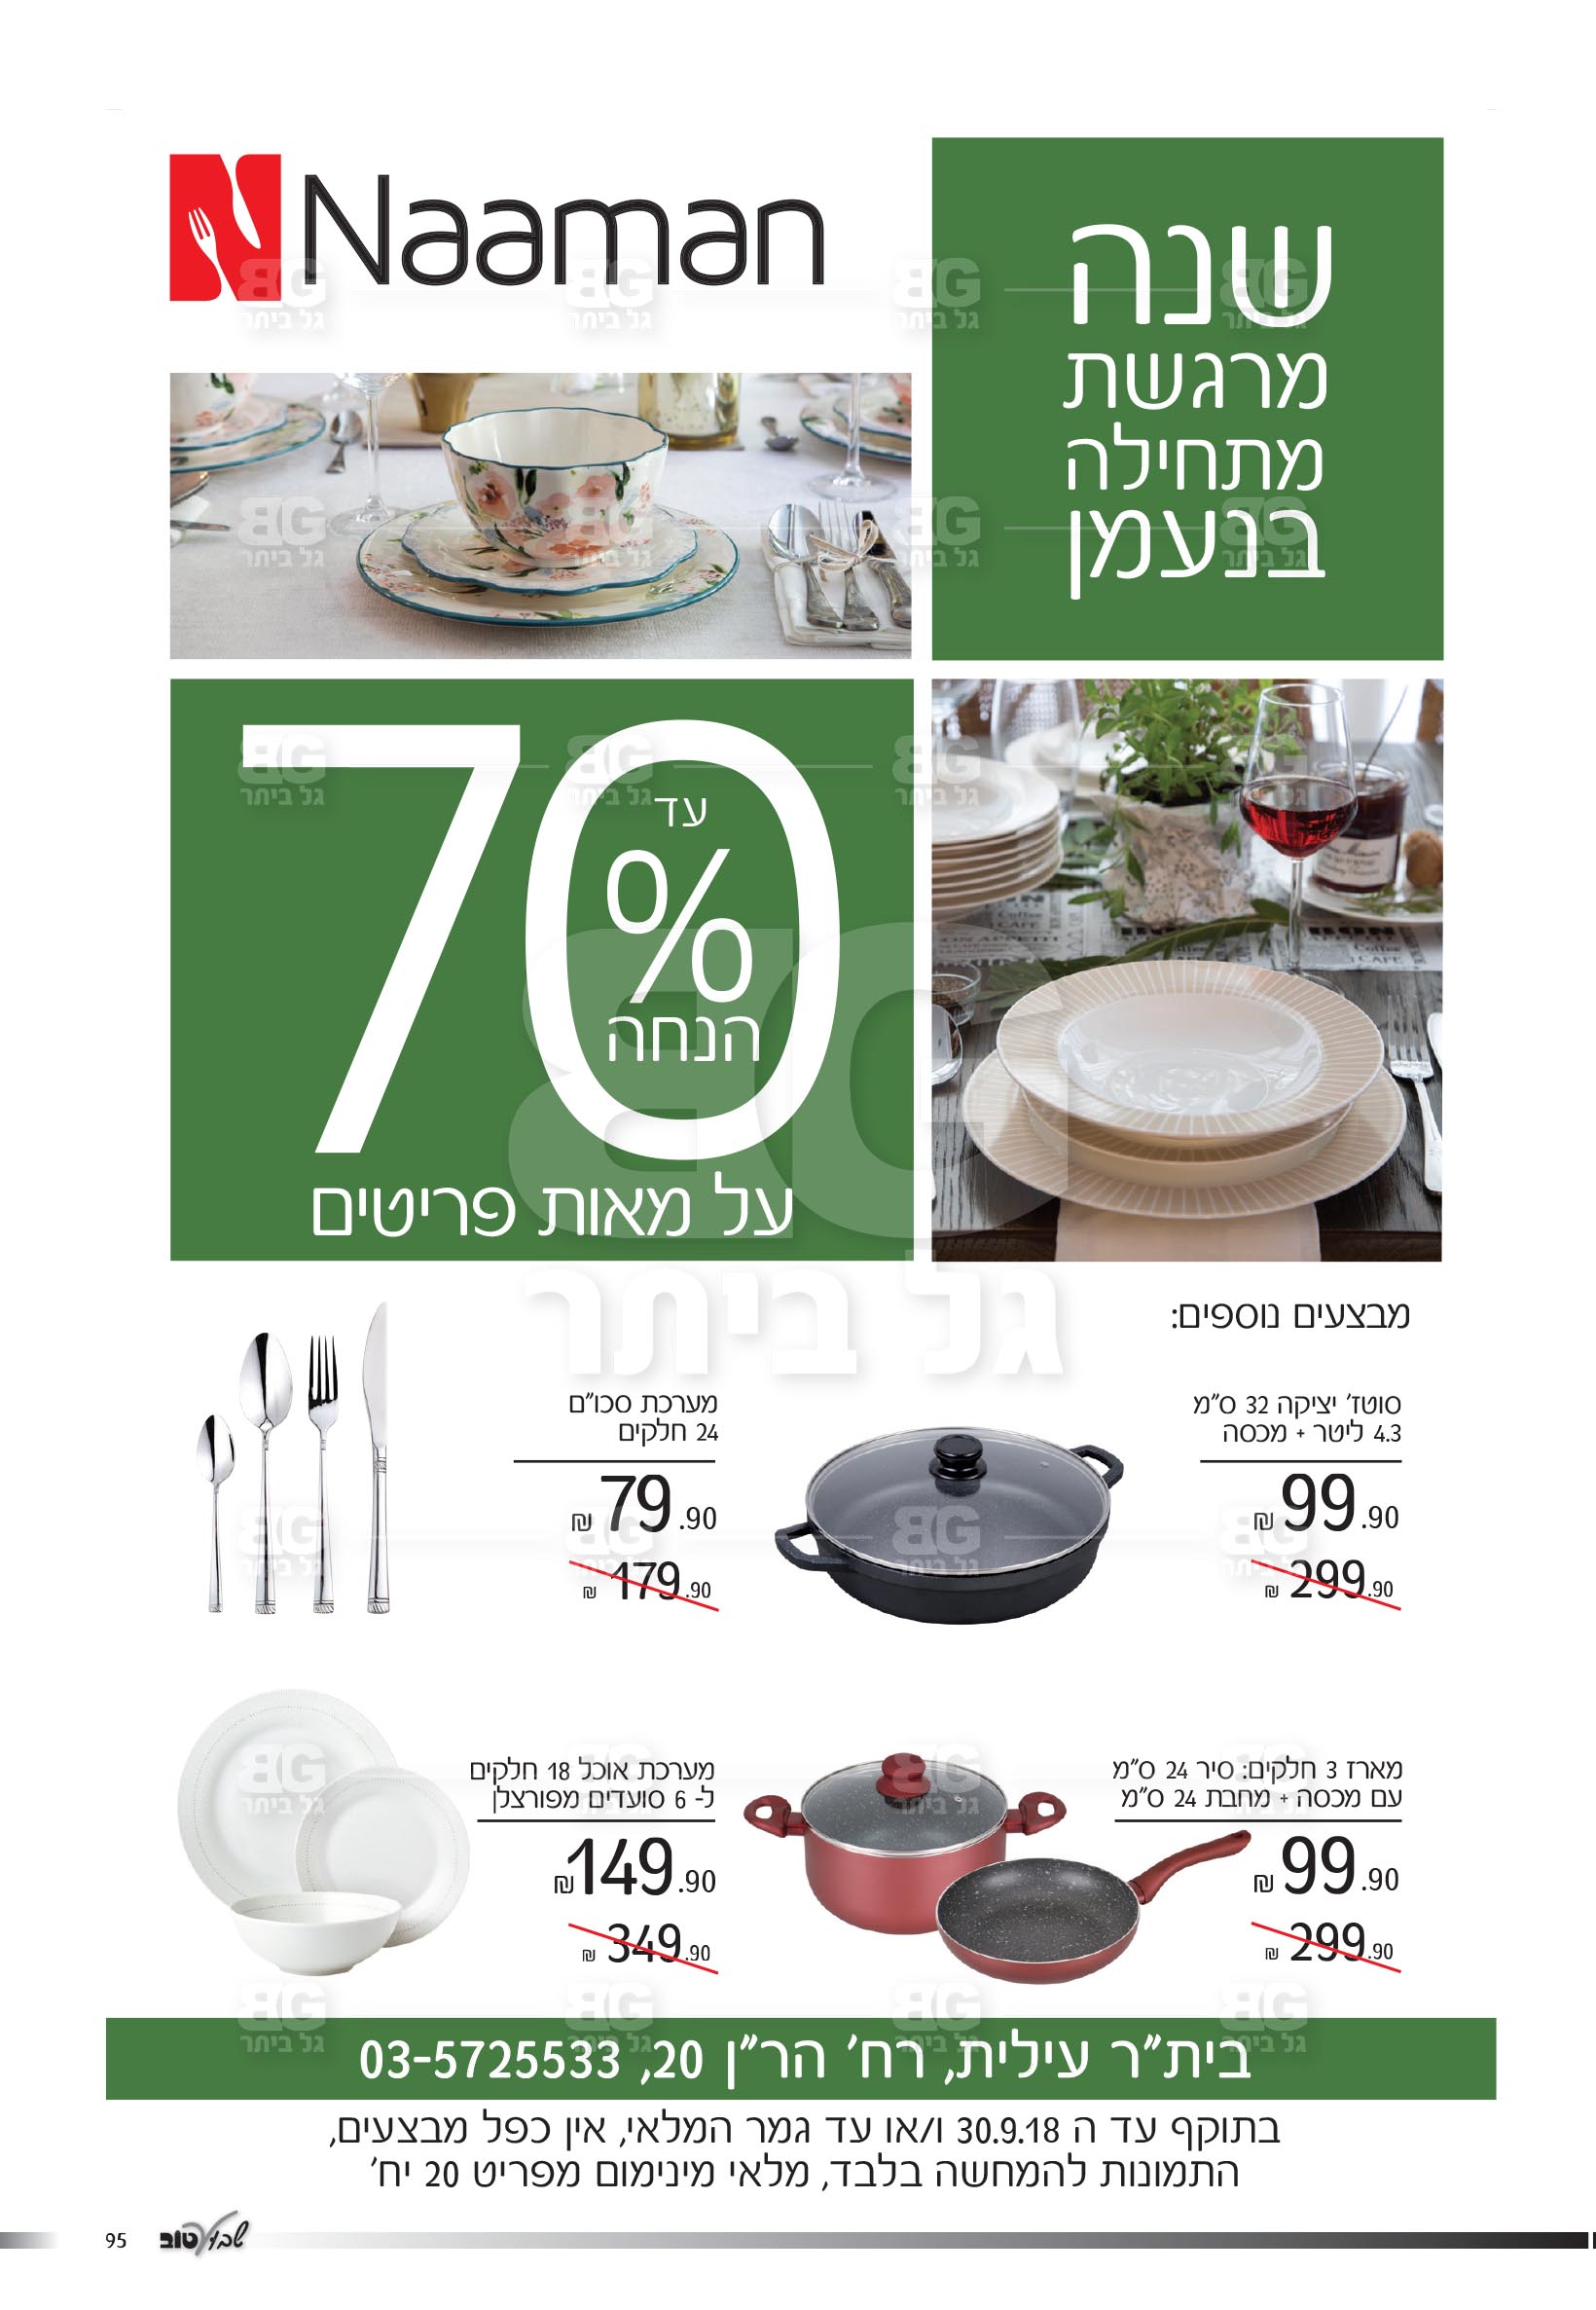 Naaman
שנה
מרגשת
מתחילה
בנעמן
70
עד
%
הנחה
על מאות פריטים
מבצעים נוספים:
סוטז' יציקה 32 ס"מ
4.3 ליטר + מכסה
99.90 ₪
299.90 ₪
מערכת סכו"ם
24 חלקים
79.90 ₪
179.90 ₪
מארז 3 חלקים: סיר 24 ס"מ
עם מכסה + מחבת 24 ס"מ
99.90 ₪
299.90 ₪
מערכת אוכל 18 חלקים
ל- 6 סועדים מפורצלן
149.90 ₪
349.90 ₪
בית"ר עילית, רח' הר"ן 20, 03-5725533
בתוקף עד ה 30.9.18 ו/או עד גמר המלאי, אין כפל מבצעים,
התמונות להמחשה בלבד, מלאי מינימום מפריט 20 יח'
95
שבוע טוב
BG
גל ביתר